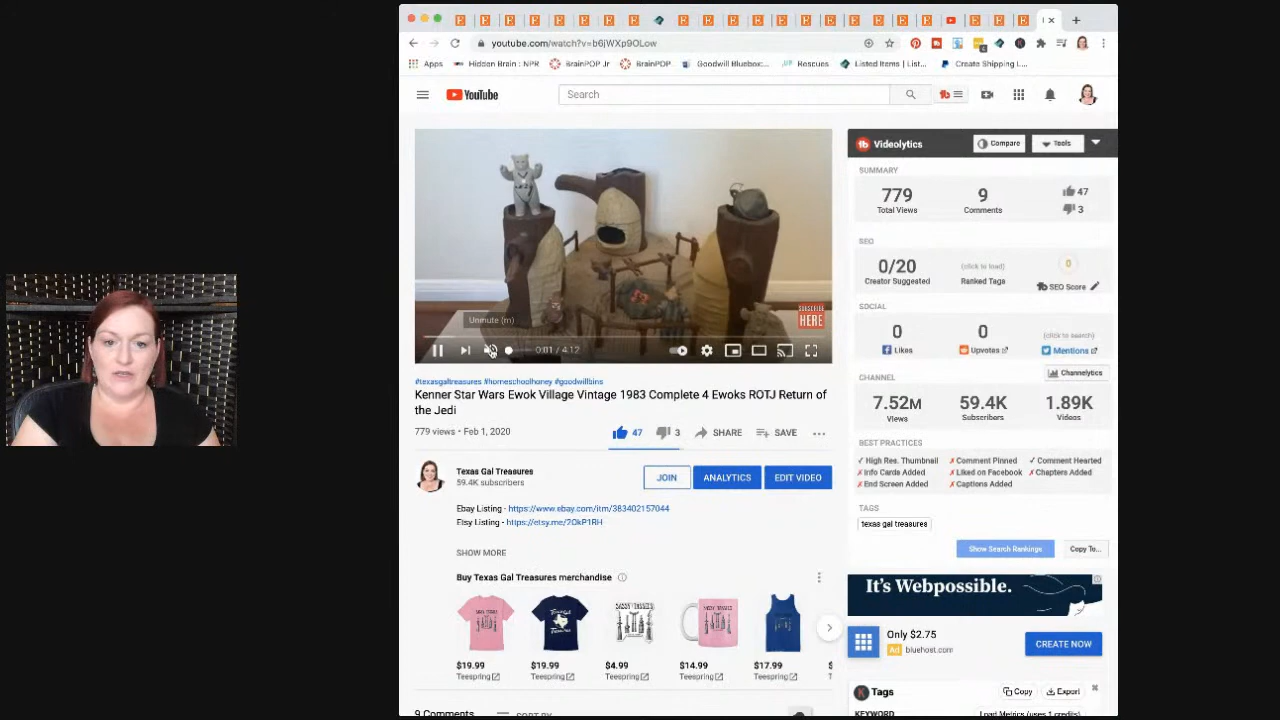 youtube.com/watch?v=b6jWXp9OLow
Apps
Hidden Brain : NPR
BrainPOP Jr
BrainPOP
Goodwill Bluebox:...
Rescues
Listed Items | List...
Create Shipping L...
YouTube
Search
Videolytics
Compare
Tools
SUMMARY
779
9
47
Total Views
Comments
3
SEO
0/20
(click to load)
0
Creator Suggested
Ranked Tags
SEO Score
SUBSCRIBE
HERE
Unmute (m)
0:01 / 4:12
SOCIAL
0
0
(click to search)
Likes
Upvotes
Mentions
Channelytics
CHANNEL
7.52M
59.4K
1.89K
Views
Subscribers
Videos
#texasgaltreasures #homeschoolhoney #goodwillbins
Kenner Star Wars Ewok Village Vintage 1983 Complete 4 Ewoks ROTJ Return of
the Jedi
779 views • Feb 1, 2020
47
3
SHARE
SAVE
BEST PRACTICES
✓ High Res. Thumbnail
✗ Comment Pinned
✓ Comment Hearted
✗ Info Cards Added
✗ Liked on Facebook
✗ Chapters Added
✗ End Screen Added
✗ Captions Added
Texas Gal Treasures
59.4K subscribers
JOIN
ANALYTICS
EDIT VIDEO
TAGS
texas gal treasures
Show Search Rankings
Copy To...
Ebay Listing - https://www.ebay.com/itm/383402157044
Etsy Listing - https://etsy.me/2OkP1RH
SHOW MORE
Buy Texas Gal Treasures merchandise
$19.99
$19.99
$4.99
$14.99
$17.99
Teespring
Teespring
Teespring
Teespring
Teespring
It's Webpossible.
Only $2.75
Ad bluehost.com
CREATE NOW
Tags
Copy
Export
KEYWORD
Load Metrics (uses 1 credits)
9 Comments
SORT BY